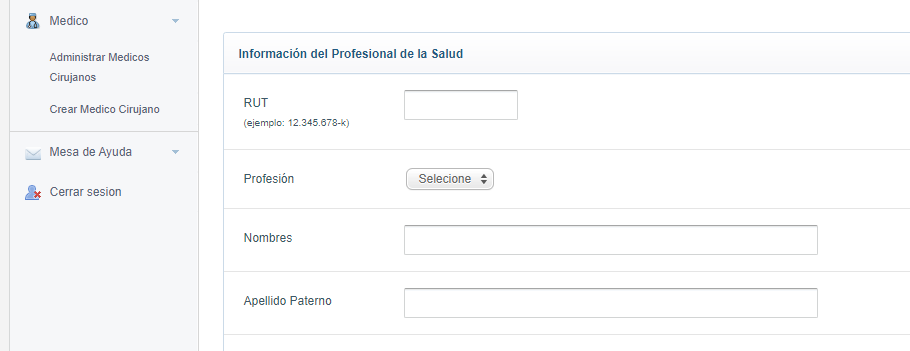 Medico
Administrar Medicos
Cirujanos
Crear Medico Cirujano
Mesa de Ayuda
Cerrar sesion
Información del Profesional de la Salud
RUT
(ejemplo: 12.345.678-k)
Profesión
Selecione
Nombres
Apellido Paterno